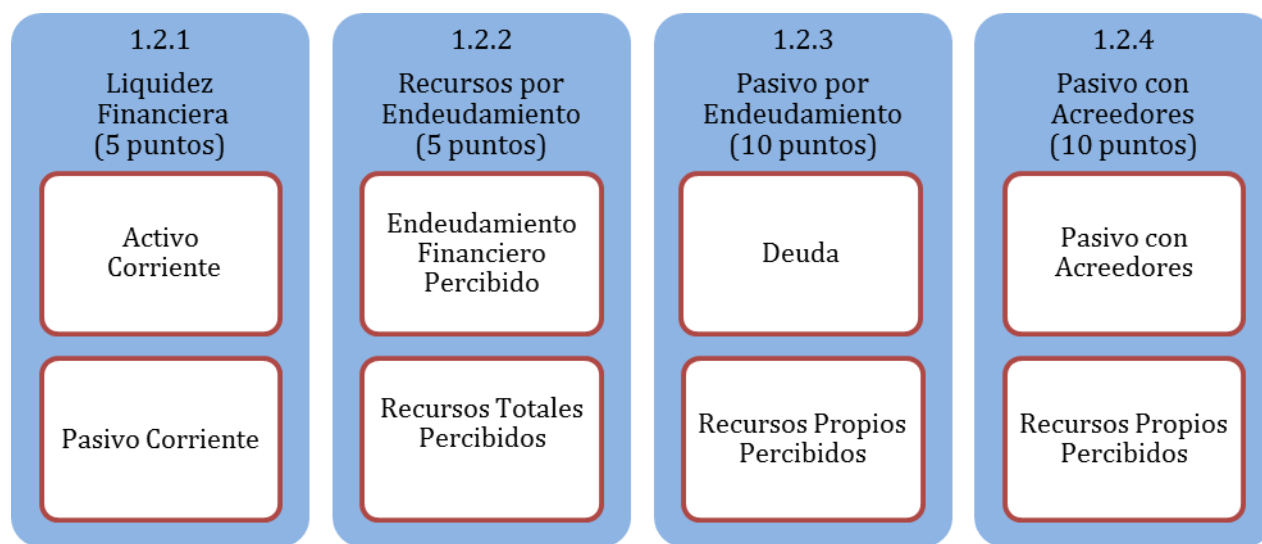 1.2.1
Liquidez
Financiera
(5 puntos)
Activo
Corriente
Pasivo Corriente
1.2.2
Recursos por
Endeudamiento
(5 puntos)
Endeudamiento
Financiero
Percibido
Recursos Totales
Percibidos
1.2.3
Pasivo por
Endeudamiento
(10 puntos)
Deuda
Recursos Propios
Percibidos
1.2.4
Pasivo con
Acreedores
(10 puntos)
Pasivo con
Acreedores
Recursos Propios
Percibidos